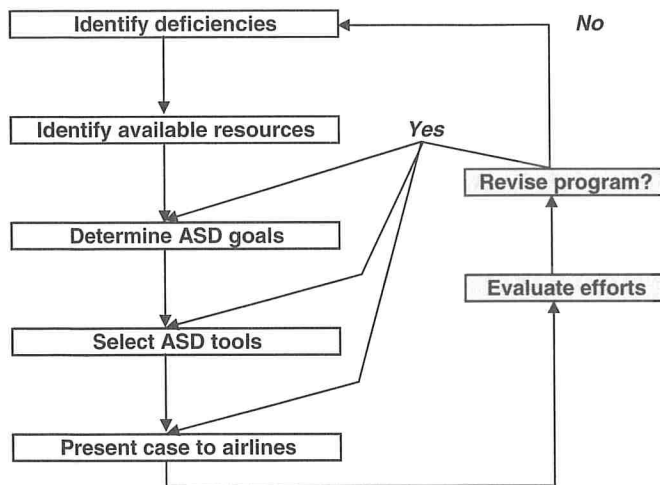 Identify deficiencies
No
Identify available resources
Yes
Revise program?
Determine ASD goals
Evaluate efforts
Select ASD tools
Present case to airlines